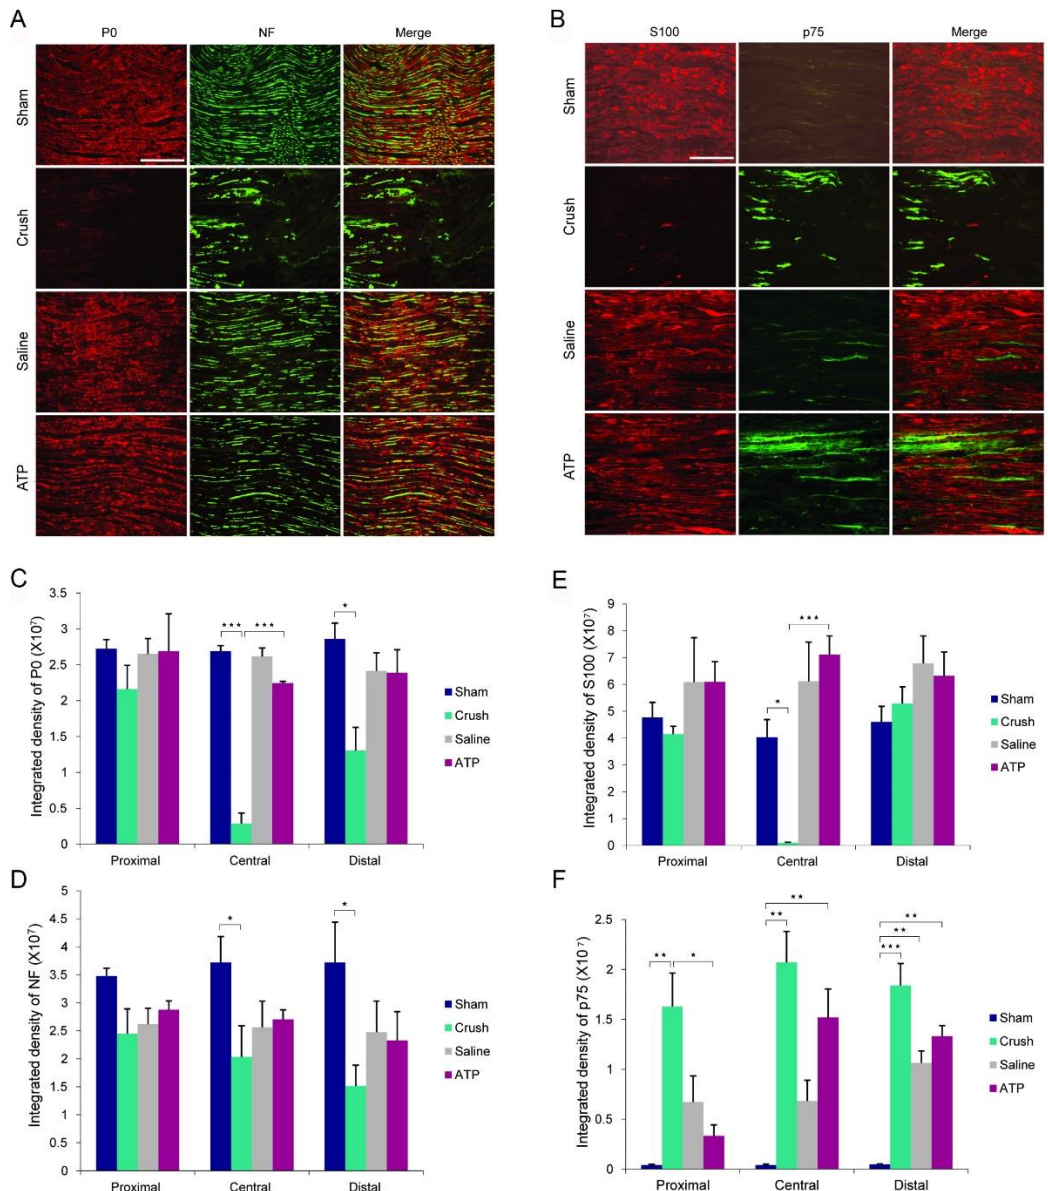 A
P0 NF Merge
Sham
Crush
Saline
ATP
B
S100 p75 Merge
Sham
Crush
Saline
ATP
C
Integrated density of P0 (X10⁷)
3.5
3
2.5
2
1.5
1
0.5
0
*** *** *
Proximal Central Distal
Sham
Crush
Saline
ATP
E
Integrated density of S100 (X10⁷)
9
8
7
6
5
4
3
2
1
0
* ***
Proximal Central Distal
Sham
Crush
Saline
ATP
D
Integrated density of NF (X10⁷)
5
4.5
4
3.5
3
2.5
2
1.5
1
0.5
0
* *
Proximal Central Distal
Sham
Crush
Saline
ATP
F
Integrated density of p75 (X10⁷)
2.5
2
1.5
1
0.5
0
** * ** ** *** ** **
Proximal Central Distal
Sham
Crush
Saline
ATP